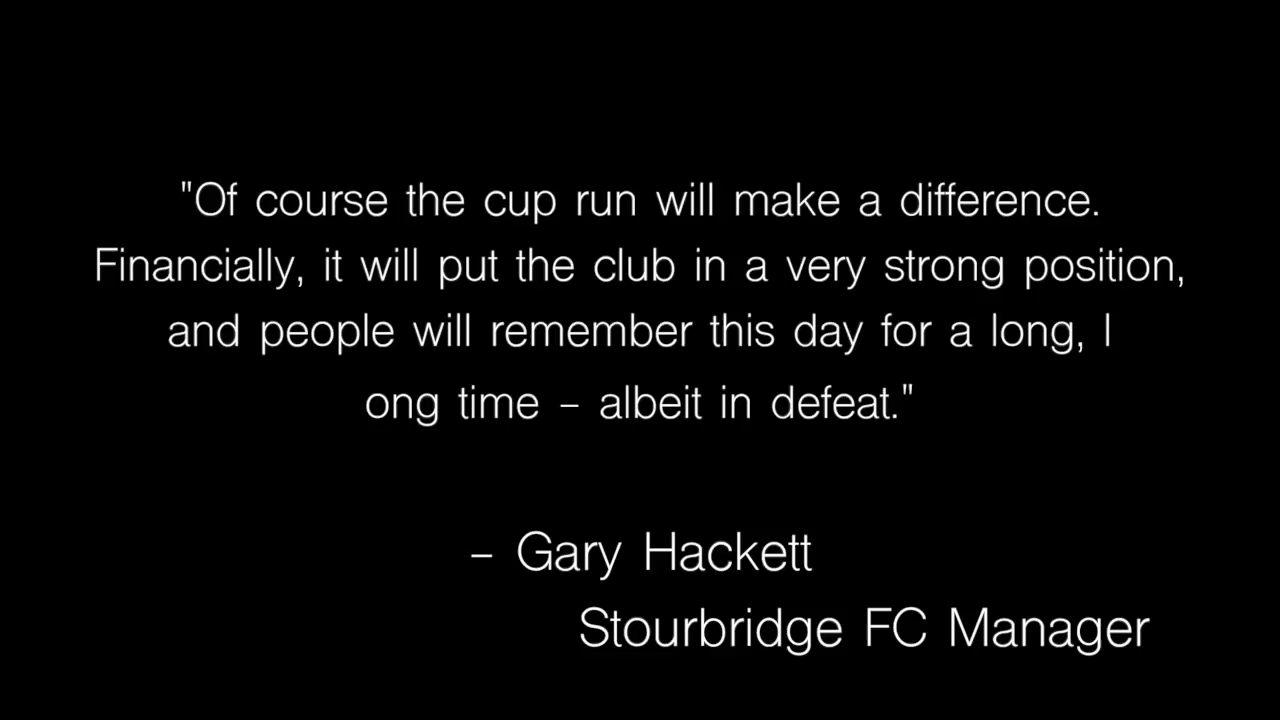 "Of course the cup run will make a difference.
Financially, it will put the club in a very strong position,
and people will remember this day for a long, l
ong time – albeit in defeat."
– Gary Hackett
Stourbridge FC Manager